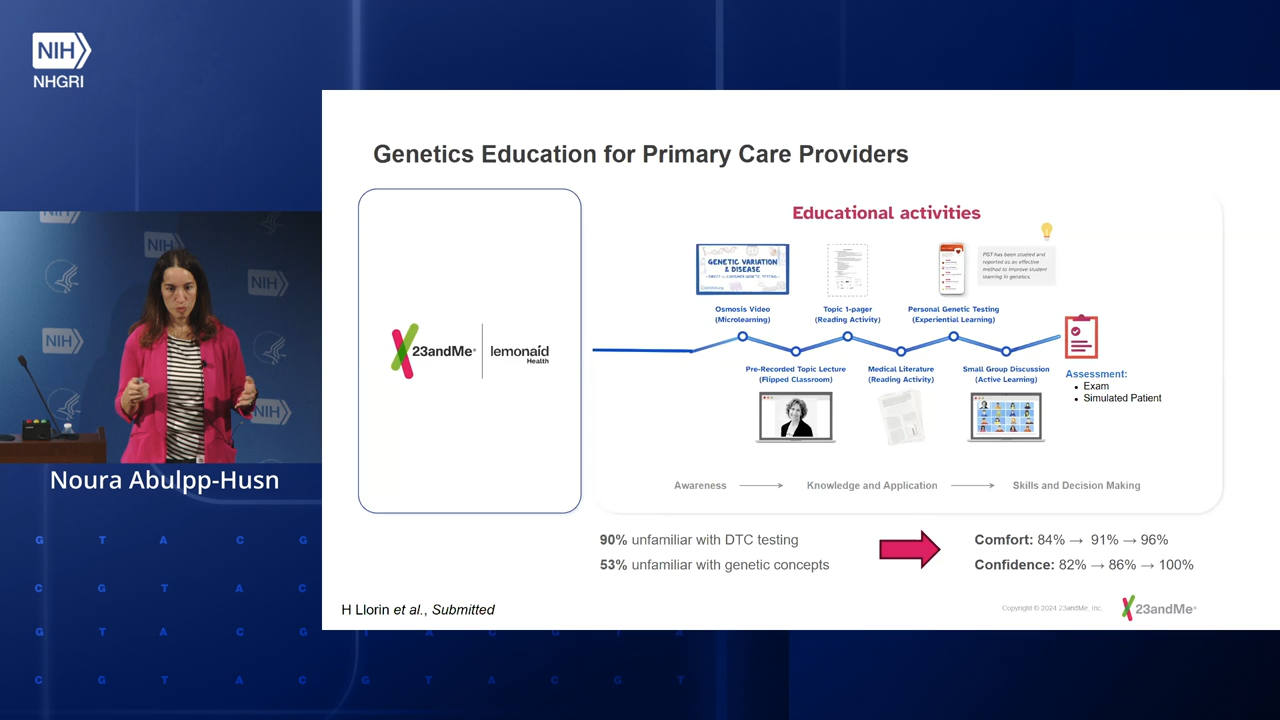 NIH
NHGRI
Genetics Education for Primary Care Providers
Educational activities
GENETIC VARIATION
& DISEASE
PGT has been studied and
reported as an effective
method to improve student
learning in genetics.
Osmosis Video
(Microlearning)
Topic 1-pager
(Reading Activity)
Personal Genetic Testing
(Experiential Learning)
23andMe
lemonaid
Health
Pre-Recorded Topic Lecture
(Flipped Classroom)
Medical Literature
(Reading Activity)
Small Group Discussion
(Active Learning)
Assessment:
• Exam
• Simulated Patient
Awareness → Knowledge and Application → Skills and Decision Making
90% unfamiliar with DTC testing
53% unfamiliar with genetic concepts
Comfort: 84% → 91% → 96%
Confidence: 82% → 86% → 100%
H Llorin et al., Submitted
Copyright © 2024 23andMe, Inc.
23andMe
NIH
NIH
NIH
NIH
NIH
Noura Abulpp-Husn
G T A C G
C G T A C
G T A C G T A C G T A
C G T A C G T A C G T